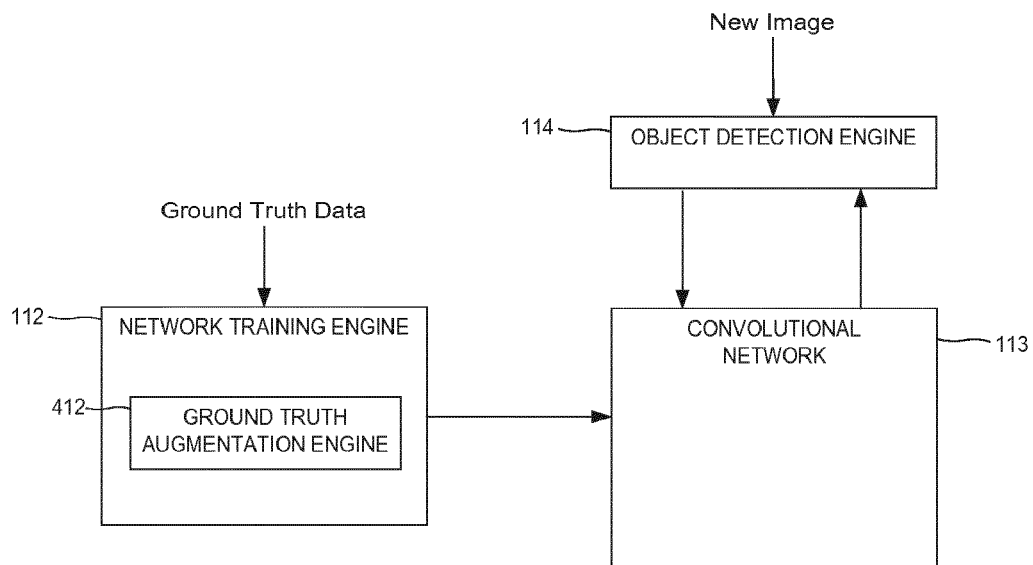 New Image
114
OBJECT DETECTION ENGINE
Ground Truth Data
112
NETWORK TRAINING ENGINE
412
GROUND TRUTH
AUGMENTATION ENGINE
CONVOLUTIONAL
NETWORK
113